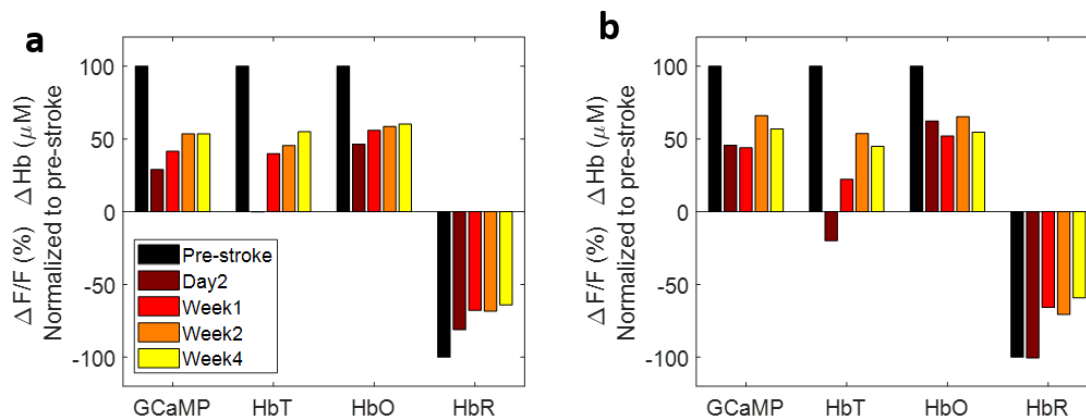 a
ΔF/F (%) ΔHb (μM)
Normalized to pre-stroke
100
50
0
-50
-100
Pre-stroke
Day2
Week1
Week2
Week4
GCaMP HbT HbO HbR
b
ΔF/F (%) ΔHb (μM)
Normalized to pre-stroke
100
50
0
-50
-100
GCaMP HbT HbO HbR